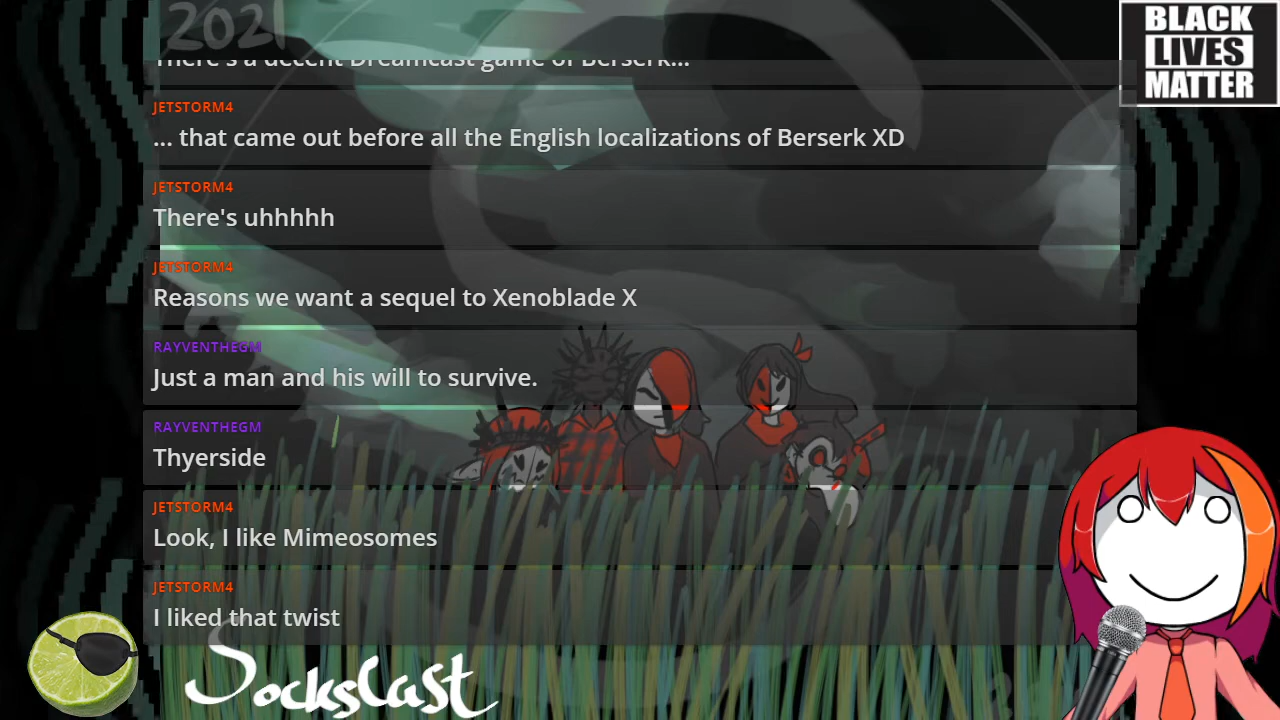 2021
There's a decent Dreamcast game of Berserk...
BLACK
LIVES
MATTER
JETSTORM4
... that came out before all the English localizations of Berserk XD
JETSTORM4
There's uhhhhh
JETSTORM4
Reasons we want a sequel to Xenoblade X
RAYVENTHEGM
Just a man and his will to survive.
RAYVENTHEGM
Thyerside
JETSTORM4
Look, I like Mimeosomes
JETSTORM4
I liked that twist
SocksCast